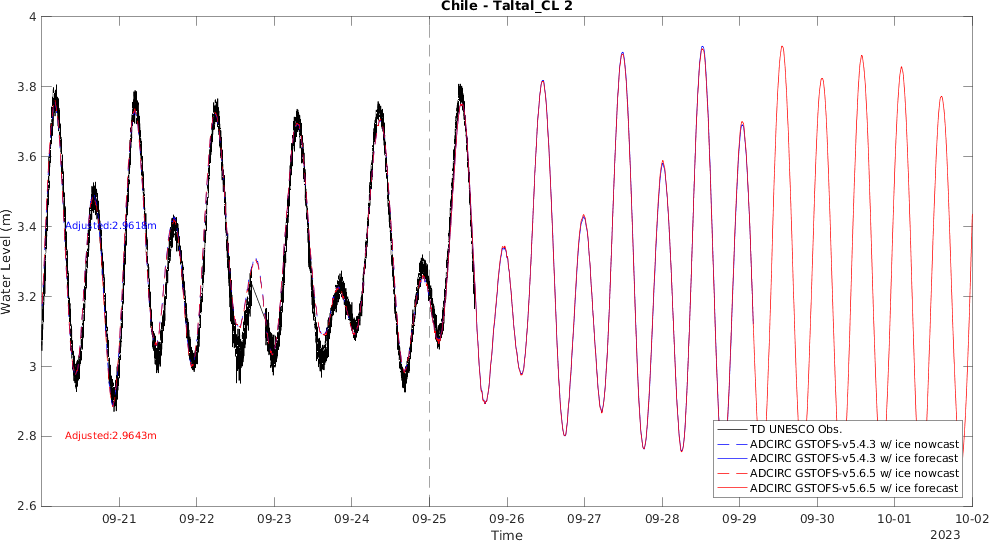 Chile - Taltal_CL 2
Water Level (m)
4
3.8
3.6
3.4
3.2
3
2.8
2.6
Adjusted:2.9618m
Adjusted:2.9643m
TD UNESCO Obs.
ADCIRC GSTOFS-v5.4.3 w/ ice nowcast
ADCIRC GSTOFS-v5.4.3 w/ ice forecast
ADCIRC GSTOFS-v5.6.5 w/ ice nowcast
ADCIRC GSTOFS-v5.6.5 w/ ice forecast
09-21 09-22 09-23 09-24 09-25 09-26 09-27 09-28 09-29 09-30 10-01 10-02
Time
2023